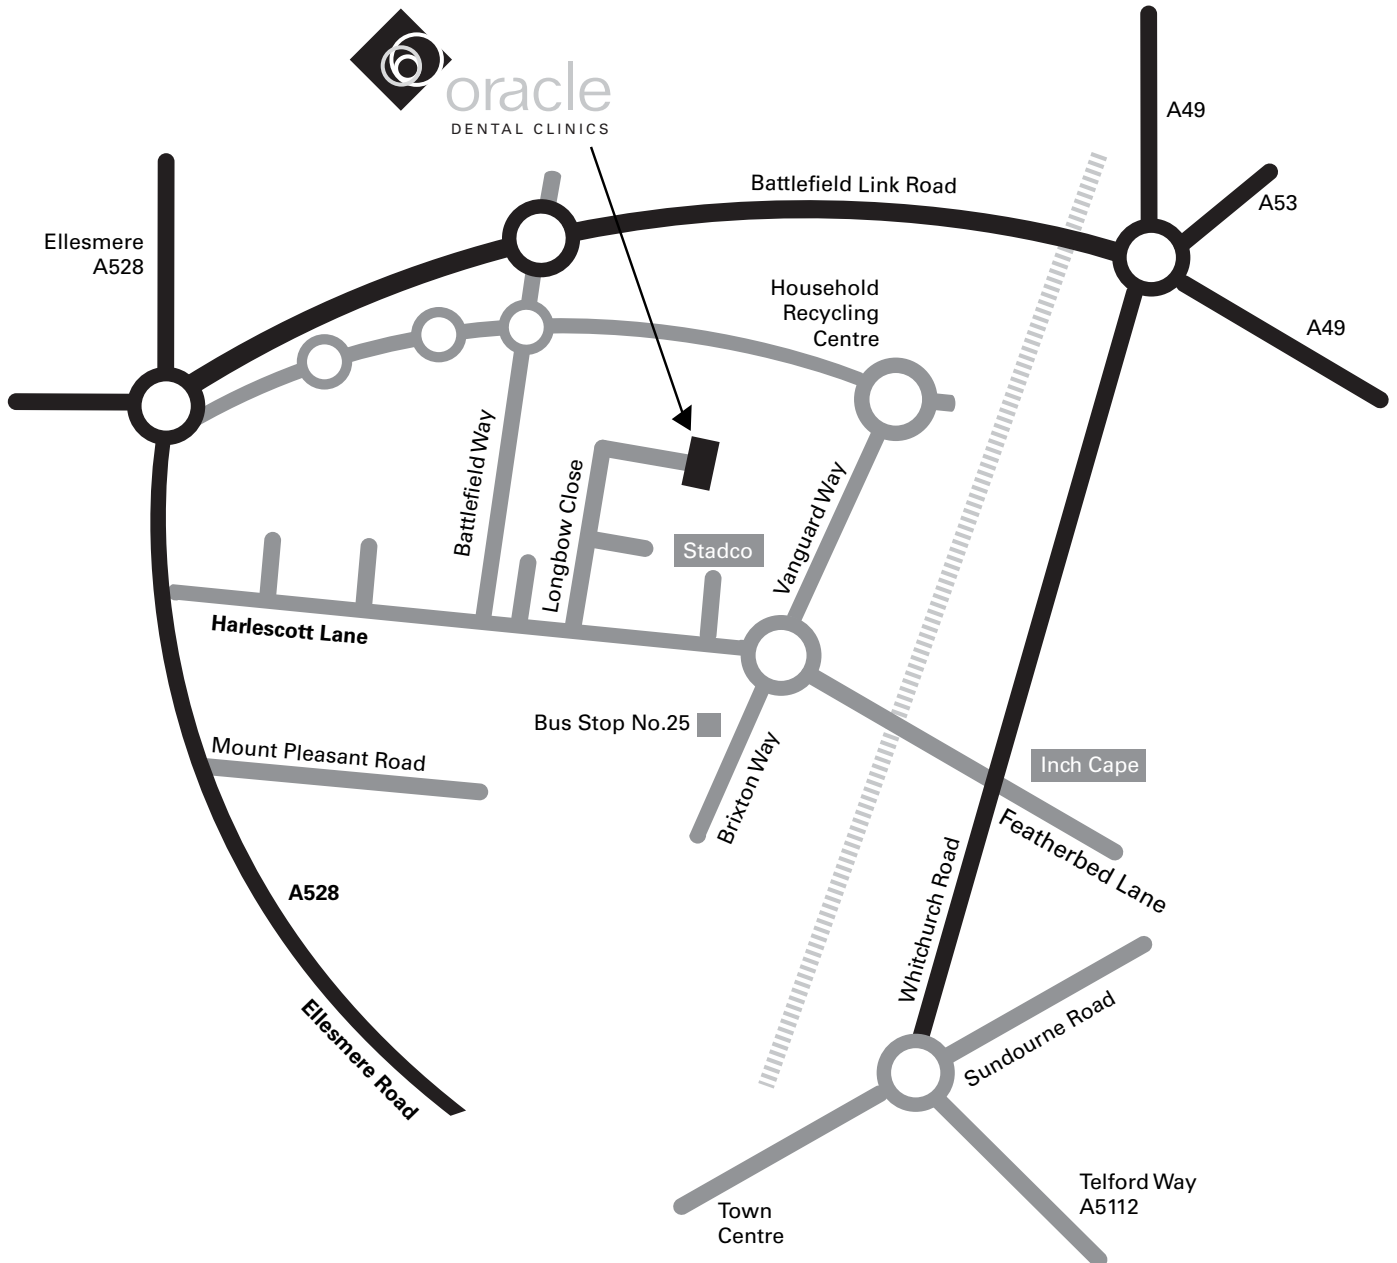 oracle
DENTAL CLINICS
A49
Battlefield Link Road
A53
Ellesmere
A528
Household
Recycling
Centre
A49
Battlefield Way
Longbow Close
Vanguard Way
Stadco
Harlescott Lane
Bus Stop No.25
Mount Pleasant Road
Brixton Way
Inch Cape
Featherbed Lane
Whitchurch Road
A528
Ellesmere Road
Sundourne Road
Telford Way
A5112
Town
Centre